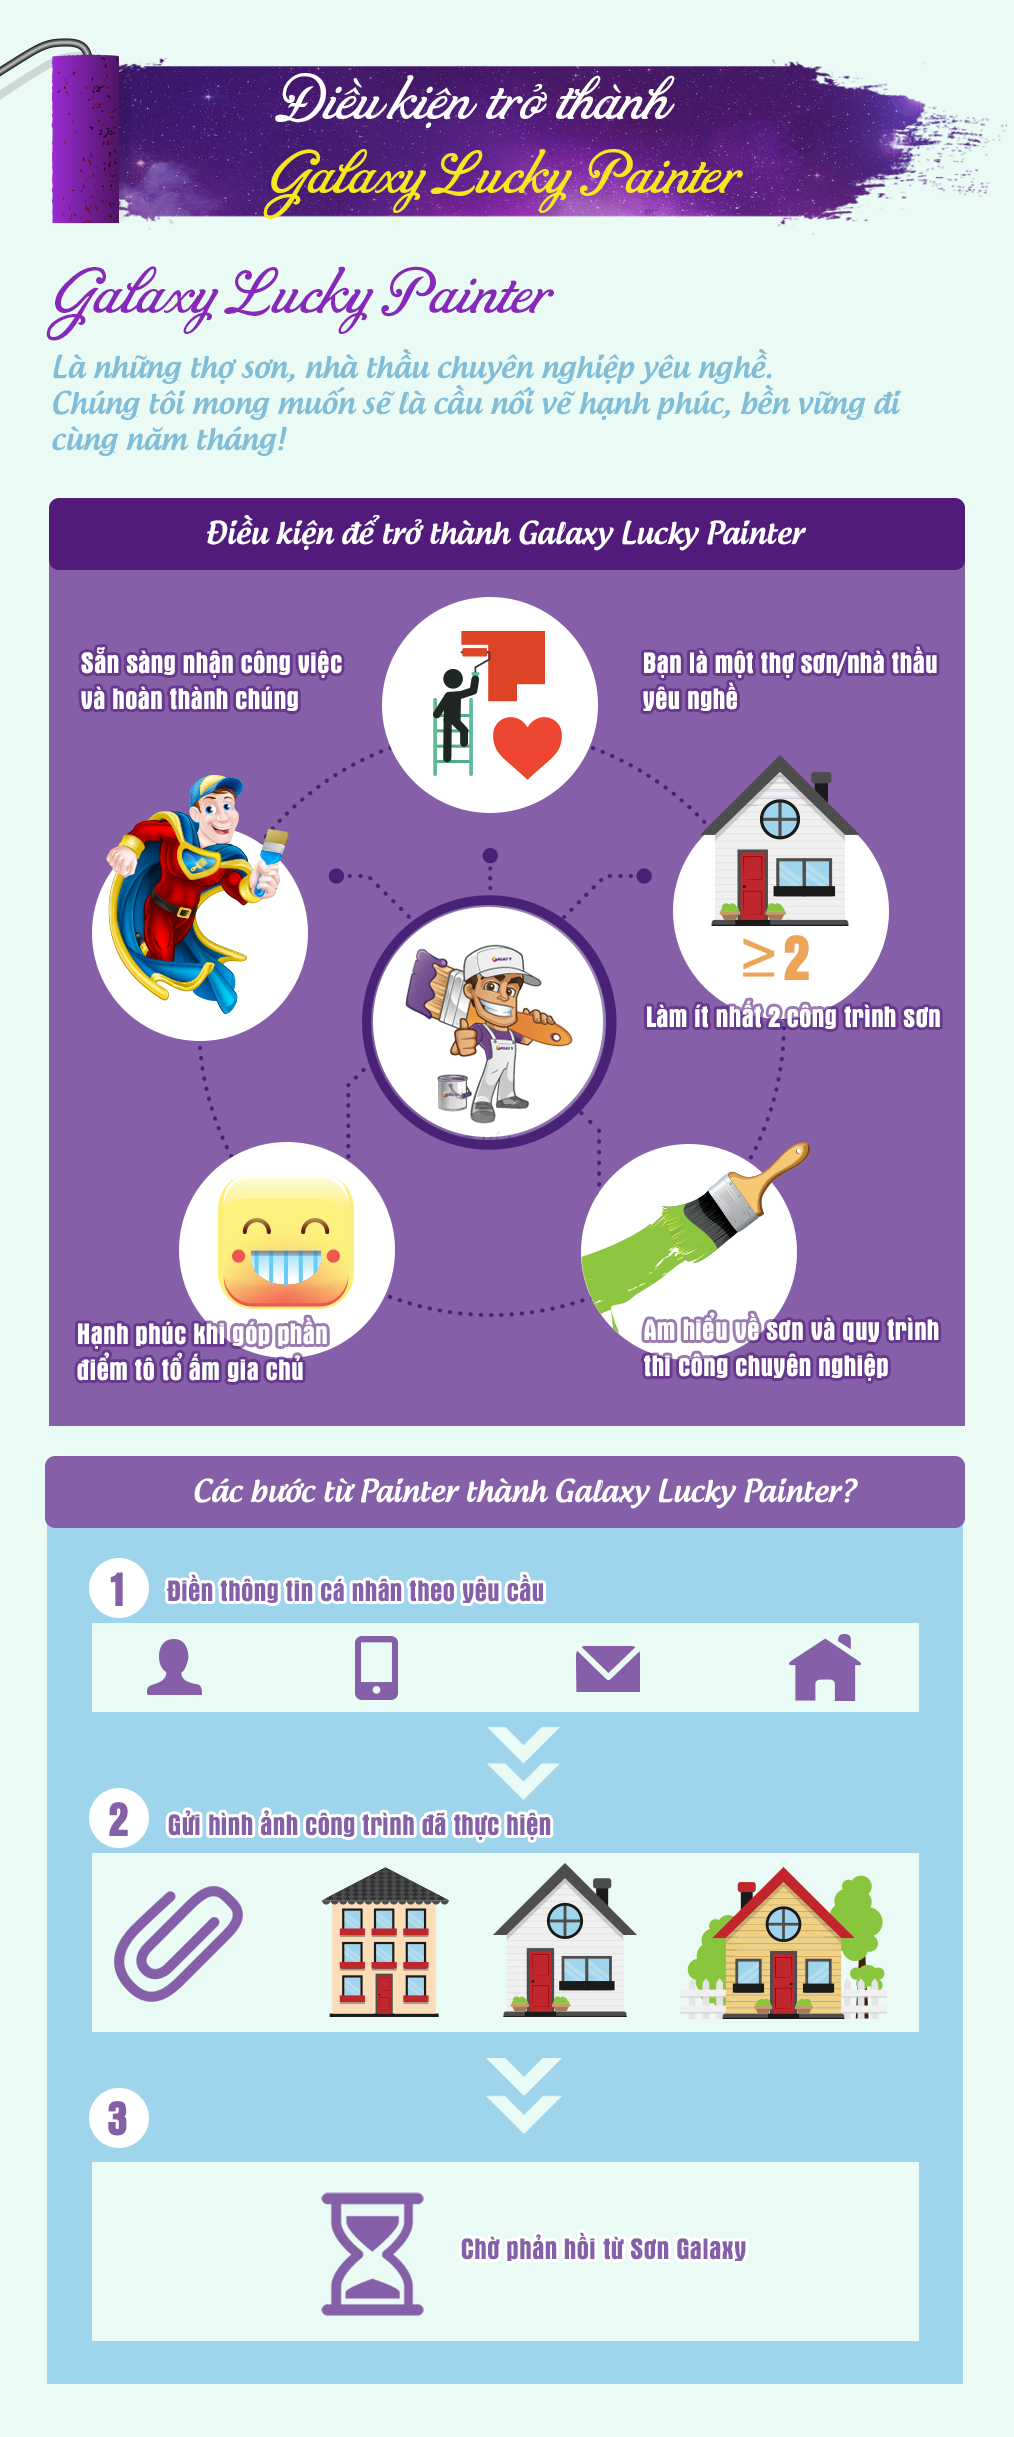 Điều kiện trở thành
Galaxy Lucky Painter
Galaxy Lucky Painter
Là những thợ sơn, nhà thầu chuyên nghiệp yêu nghề.
Chúng tôi mong muốn sẽ là cầu nối vẽ hạnh phúc, bền vững đi
cùng năm tháng!
Điều kiện để trở thành Galaxy Lucky Painter
Sẵn sàng nhận công việc
và hoàn thành chúng
Bạn là một thợ sơn/nhà thầu
yêu nghề
≥2
Làm ít nhất 2 công trình sơn
GALAXY
GALAXY
Hạnh phúc khi góp phần
điểm tô tổ ấm gia chủ
Am hiểu về sơn và quy trình
thi công chuyên nghiệp
Các bước từ Painter thành Galaxy Lucky Painter?
1
Điền thông tin cá nhân theo yêu cầu
2
Gửi hình ảnh công trình đã thực hiện
3
Chờ phản hồi từ Sơn Galaxy